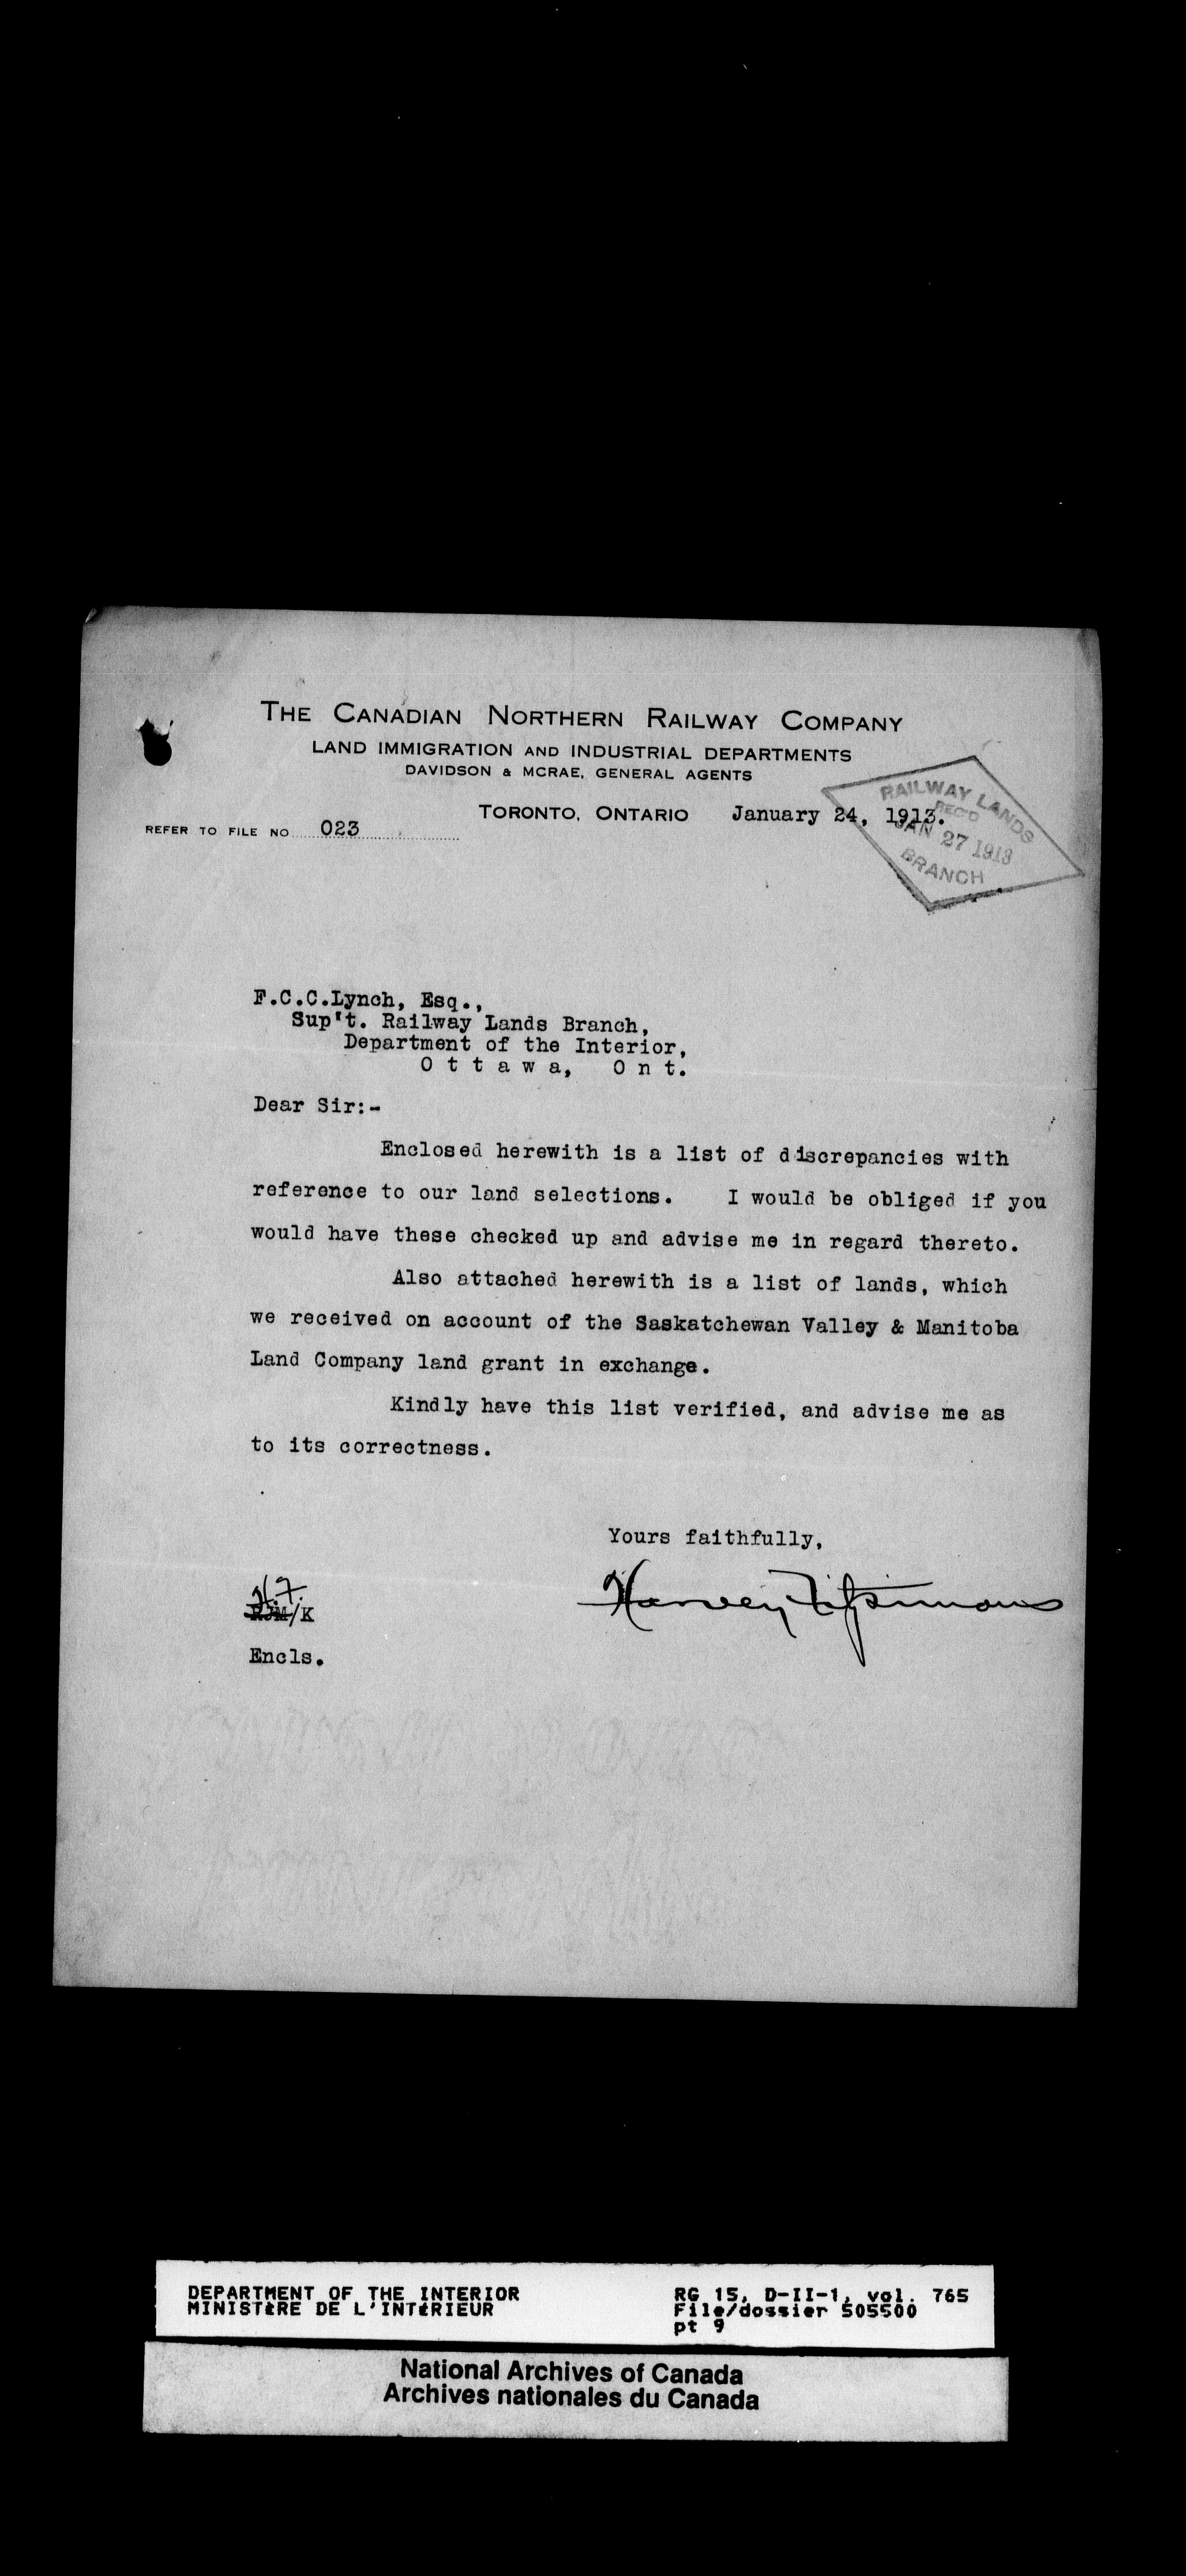 THE CANADIAN NORTHERN RAILWAY COMPANY
LAND IMMIGRATION AND INDUSTRIAL DEPARTMENTS
DAVIDSON & MCRAE, GENERAL AGENTS
TORONTO, ONTARIO January 24, 1913.
REFER TO FILE NO. 023
RAILWAY LANDS
REC'D
JAN 27 1913
BRANCH
F.C.C.Lynch, Esq.,
Sup't. Railway Lands Branch,
Department of the Interior,
O t t a w a, O n t.
Dear Sir:-
Enclosed herewith is a list of discrepancies with
reference to our land selections. I would be obliged if you
would have these checked up and advise me in regard thereto.
Also attached herewith is a list of lands, which
we received on account of the Saskatchewan Valley & Manitoba
Land Company land grant in exchange.
Kindly have this list verified, and advise me as
to its correctness.
Yours faithfully,
Harvey Fitzsimmons
H.F.
RJM/K
Encls.
DEPARTMENT OF THE INTERIOR
MINISTÈRE DE L'INTÉRIEUR
RG 15, D-II-1, vol. 765
File/dossier 505500
pt 9
National Archives of Canada
Archives nationales du Canada